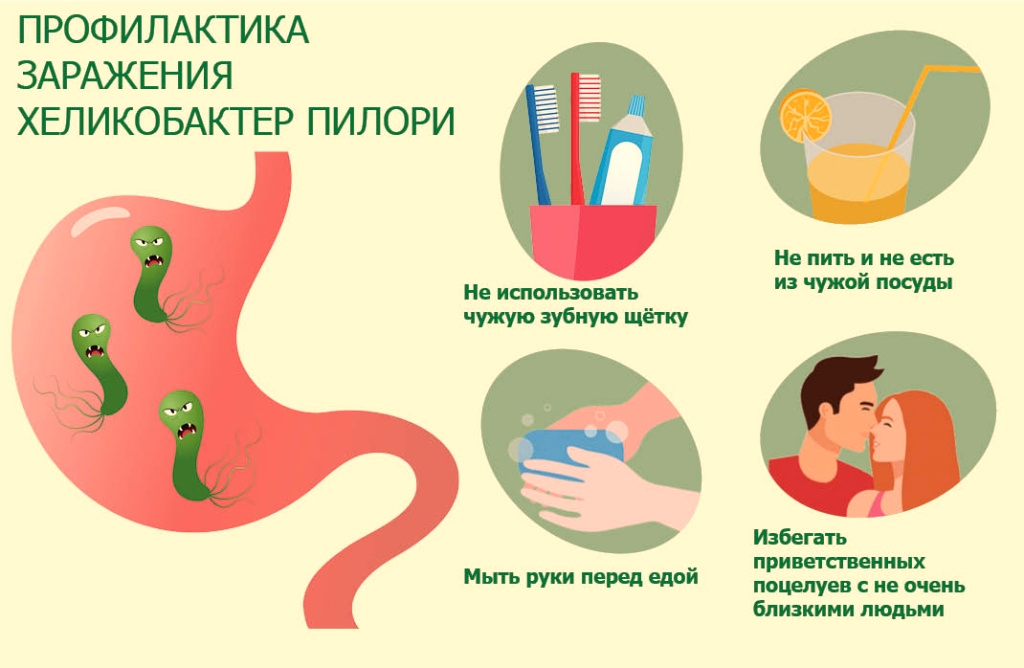 ПРОФИЛАКТИКА
ЗАРАЖЕНИЯ
ХЕЛИКОБАКТЕР ПИЛОРИ
Не использовать
чужую зубную щётку
Не пить и не есть
из чужой посуды
Мыть руки перед едой
Избегать
приветственных
поцелуев с не очень
близкими людьми